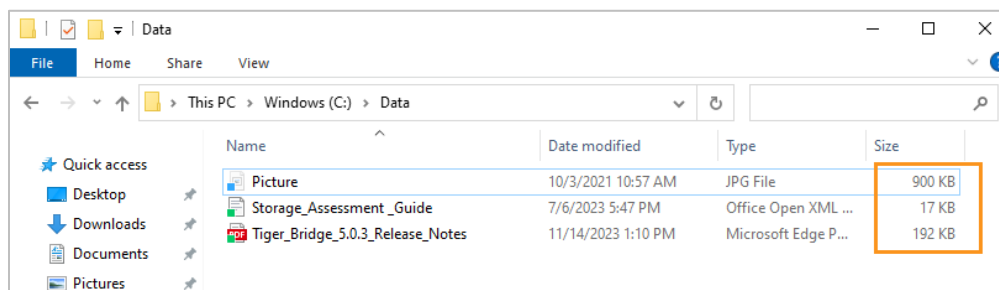 Data
File Home Share View
This PC > Windows (C:) > Data
Name Date modified Type Size
Quick access
Desktop
Downloads
Documents
Pictures
Picture 10/3/2021 10:57 AM JPG File 900 KB
Storage_Assessment _Guide 7/6/2023 5:47 PM Office Open XML ... 17 KB
PDF Tiger_Bridge_5.0.3_Release_Notes 11/14/2023 1:10 PM Microsoft Edge P... 192 KB